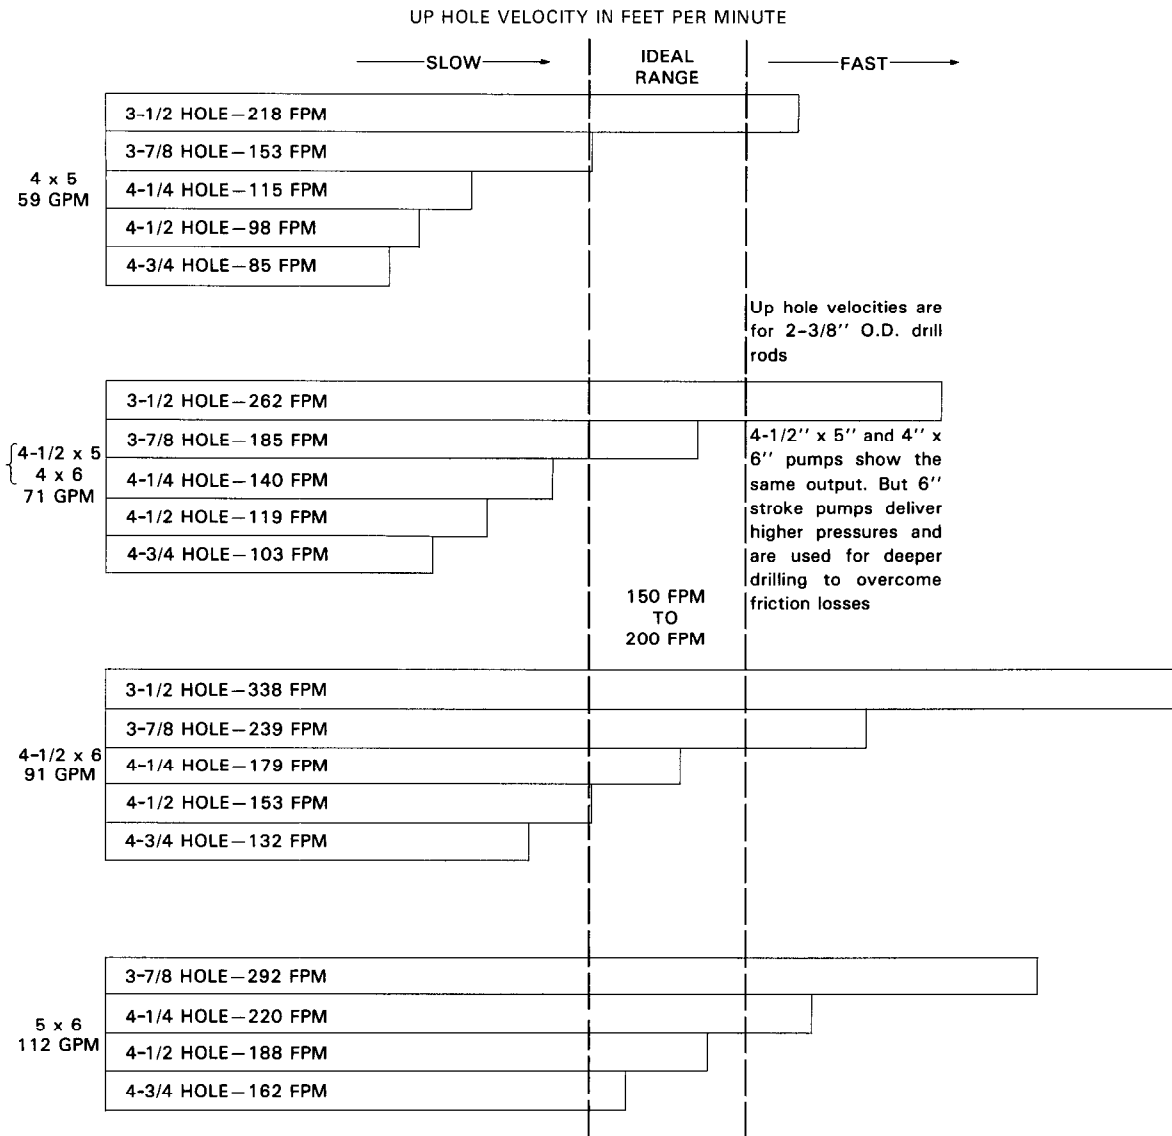 UP HOLE VELOCITY IN FEET PER MINUTE
SLOW
IDEAL
RANGE
FAST
4 x 5
59 GPM
3-1/2 HOLE—218 FPM
3-7/8 HOLE—153 FPM
4-1/4 HOLE—115 FPM
4-1/2 HOLE—98 FPM
4-3/4 HOLE—85 FPM
Up hole velocities are
for 2-3/8'' O.D. drill
rods
4-1/2 x 5
4 x 6
71 GPM
3-1/2 HOLE—262 FPM
3-7/8 HOLE—185 FPM
4-1/4 HOLE—140 FPM
4-1/2 HOLE—119 FPM
4-3/4 HOLE—103 FPM
4-1/2'' x 5'' and 4'' x
6'' pumps show the
same output. But 6''
stroke pumps deliver
higher pressures and
are used for deeper
drilling to overcome
friction losses
150 FPM
TO
200 FPM
4-1/2 x 6
91 GPM
3-1/2 HOLE—338 FPM
3-7/8 HOLE—239 FPM
4-1/4 HOLE—179 FPM
4-1/2 HOLE—153 FPM
4-3/4 HOLE—132 FPM
5 x 6
112 GPM
3-7/8 HOLE—292 FPM
4-1/4 HOLE—220 FPM
4-1/2 HOLE—188 FPM
4-3/4 HOLE—162 FPM